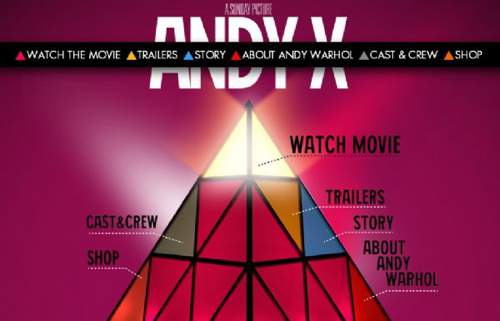 A SUNDAY PICTURE
ANDY X
WATCH THE MOVIE TRAILERS STORY ABOUT ANDY WARHOL CAST & CREW SHOP
WATCH MOVIE
TRAILERS
CAST&CREW
STORY
SHOP
ABOUT
ANDY
WARHOL